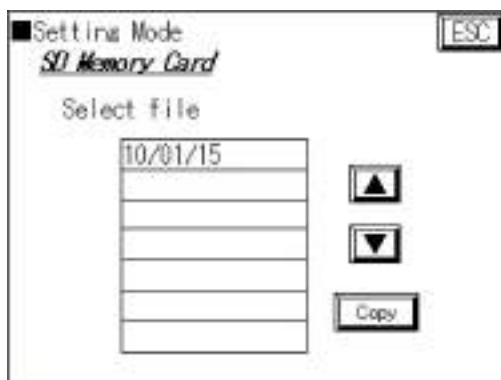 ■Setting Mode
ESC
SD Memory Card
Select file
10/01/15
▲
▼
Copy